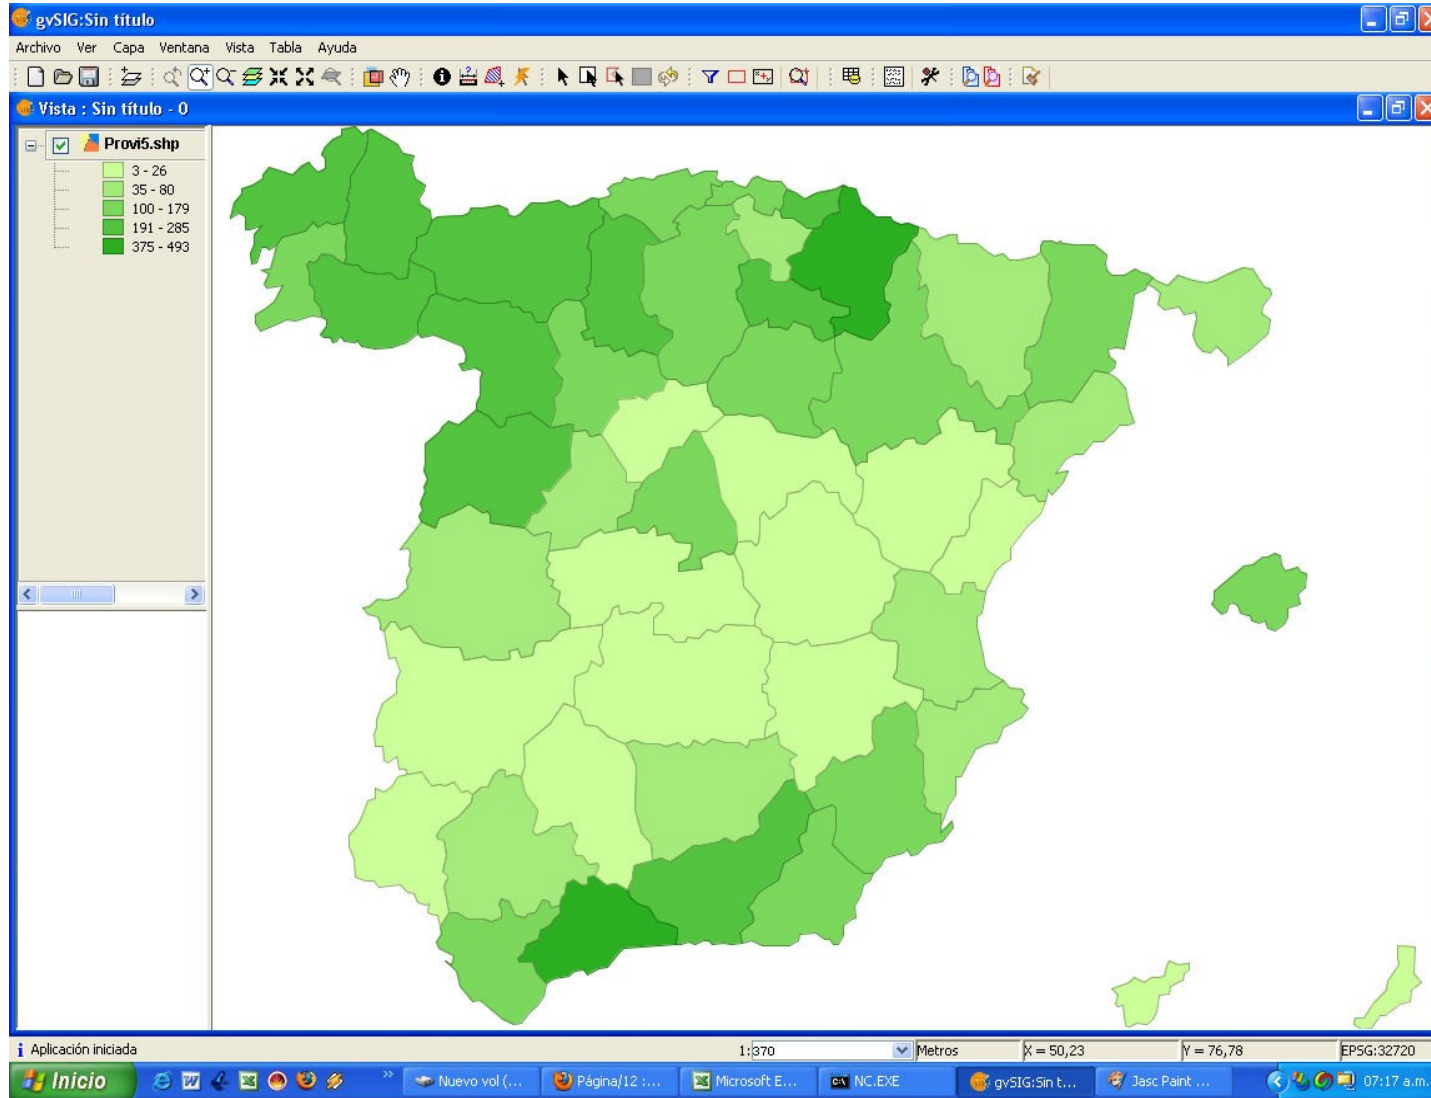 gvSIG:Sin título
Archivo Ver Capa Ventana Vista Tabla Ayuda
Vista : Sin título - 0
Provi5.shp
3 - 26
35 - 80
100 - 179
191 - 285
375 - 493
Aplicación iniciada
1:370
Metros
X = 50,23
Y = 76,78
EPSG:32720
Inicio
»
Nuevo vol (...
Página/12 :...
Microsoft E...
NC.EXE
gvSIG:Sin t...
Jasc Paint ...
07:17 a.m.